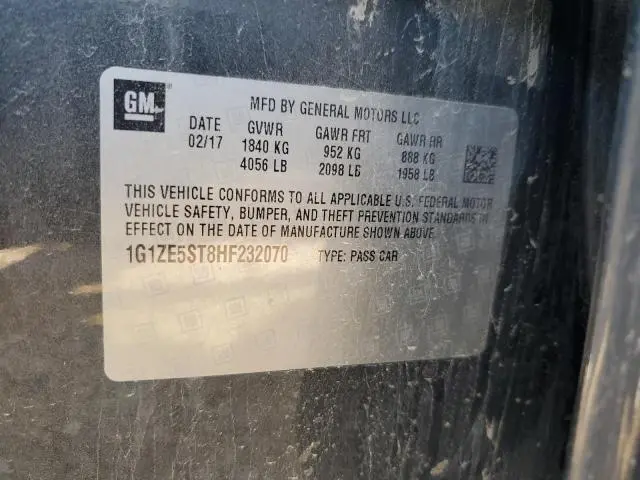 GM
MFD BY GENERAL MOTORS LLC
DATE GVWR GAWR FRT GAWR RR
02/17 1840 KG 952 KG 888 KG
4056 LB 2098 LB 1958 LB
THIS VEHICLE CONFORMS TO ALL APPLICABLE U.S. FEDERAL MOTOR
VEHICLE SAFETY, BUMPER, AND THEFT PREVENTION STANDARDS IN
EFFECT ON THE DATE OF MANUFACTURE SHOWN ABOVE.
1G1ZE5ST8HF232070 TYPE: PASS CAR